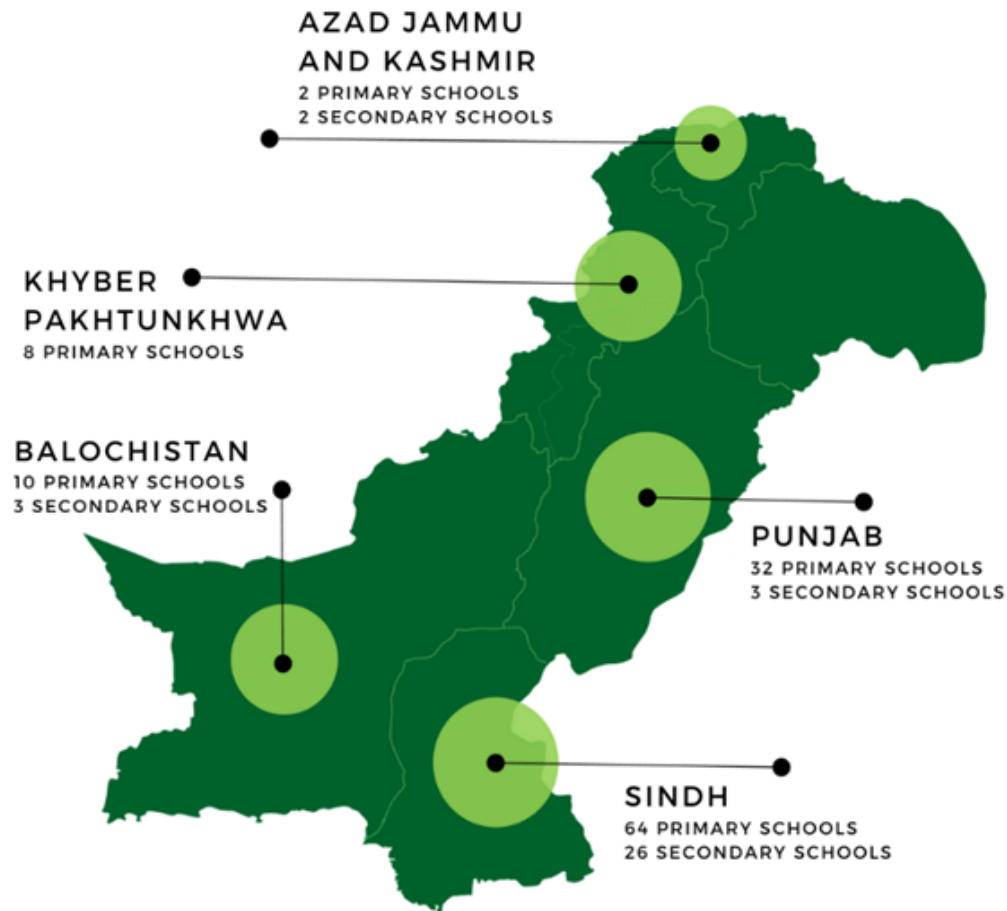 AZAD JAMMU
AND KASHMIR
2 PRIMARY SCHOOLS
2 SECONDARY SCHOOLS
KHYBER
PAKHTUNKHWA
8 PRIMARY SCHOOLS
BALOCHISTAN
10 PRIMARY SCHOOLS
3 SECONDARY SCHOOLS
PUNJAB
32 PRIMARY SCHOOLS
3 SECONDARY SCHOOLS
SINDH
64 PRIMARY SCHOOLS
26 SECONDARY SCHOOLS